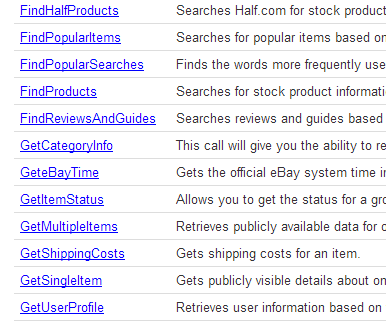 FindHalfProducts Searches Half.com for stock product
FindPopularItems Searches for popular items based on
FindPopularSearches Finds the words more frequently use
FindProducts Searches for stock product informati
FindReviewsAndGuides Searches reviews and guides based
GetCategoryInfo This call will give you the ability to re
GeteBayTime Gets the official eBay system time i
GetItemStatus Allows you to get the status for a gro
GetMultipleItems Retrieves publicly available data for o
GetShippingCosts Gets shipping costs for an item.
GetSingleItem Gets publicly visible details about on
GetUserProfile Retrieves user information based on